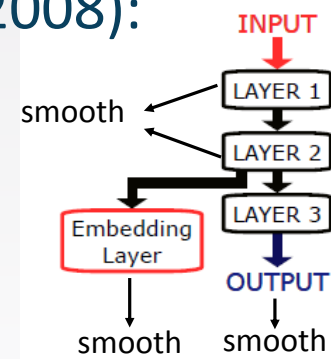 2008):
INPUT
LAYER 1
smooth
LAYER 2
LAYER 3
Embedding
Layer
OUTPUT
smooth
smooth